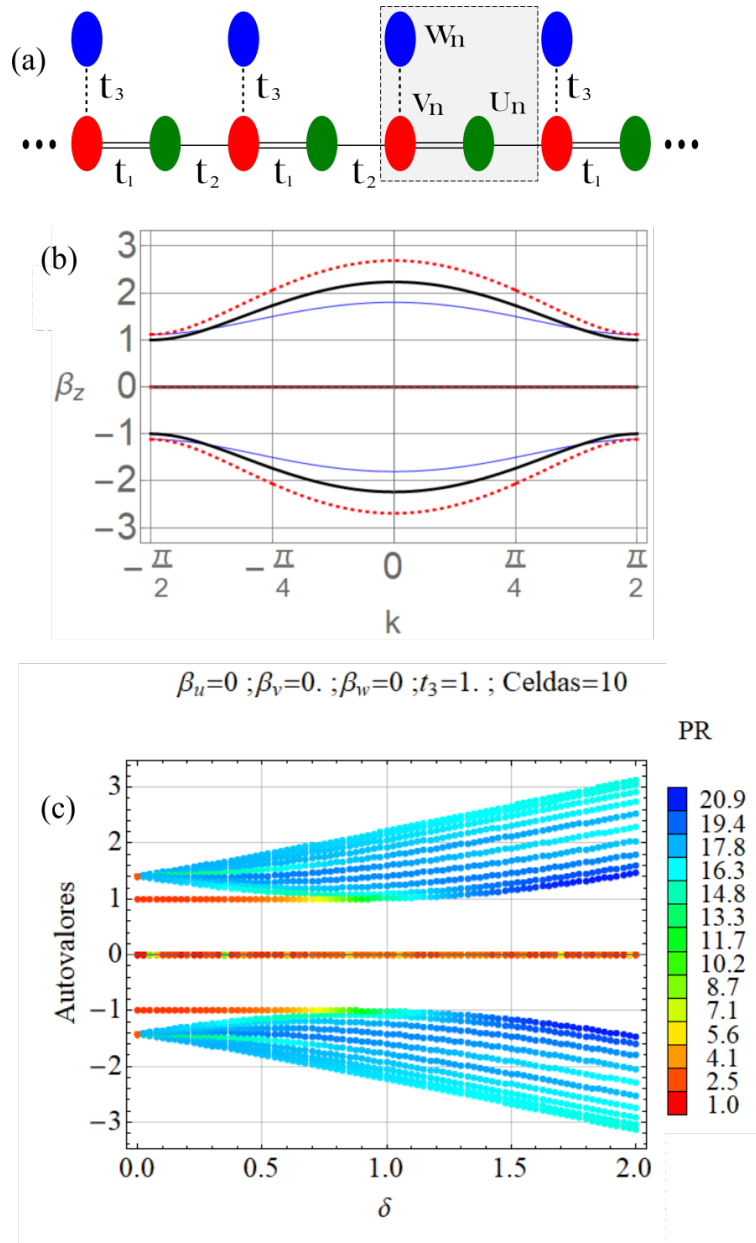 (a)
Wₙ
t₃ t₃ Vₙ Uₙ t₃
••• •••
t₁ t₂ t₁ t₂ t₁
(b)
3
2
1
βz 0
−1
−2
−3
−π/2 −π/4 0 π/4 π/2
k
βᵤ=0 ;βᵥ=0. ;β_w=0 ;t₃=1. ; Celdas=10
PR
(c)
3
2
1
0
−1
−2
−3
Autovalores
0.0 0.5 1.0 1.5 2.0
δ
20.9
19.4
17.8
16.3
14.8
13.3
11.7
10.2
8.7
7.1
5.6
4.1
2.5
1.0